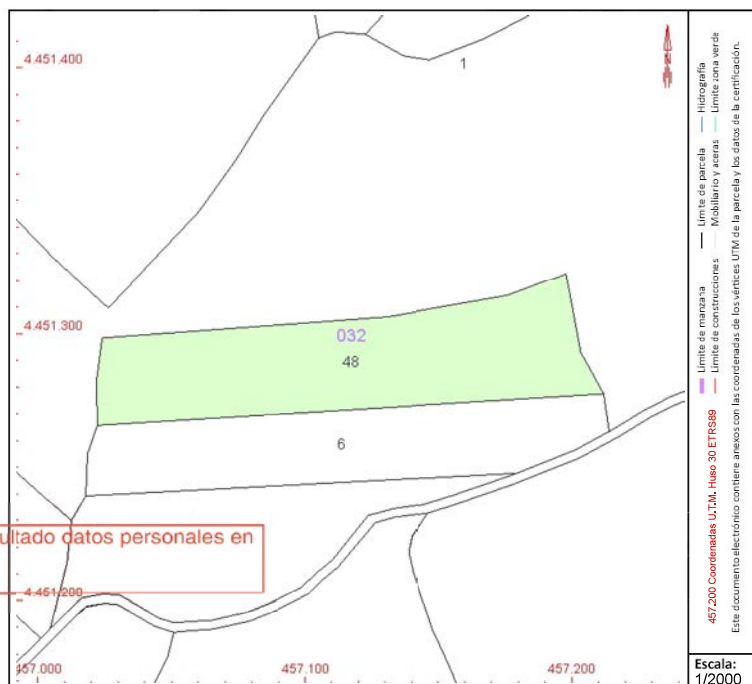 4.451.400
1
4.451.300
032
48
6
ultado datos personales en
4.451.200
457.000
457.100
457.200
457.200 Coordenadas U.T.M. Huso 30 ETRS89
Límite de manzana
Límite de parcela
Hidrografía
Límite de construcciones
Mobiliario y aceras
Límite zona verde
Este documento electrónico contiene anexos con las coordenadas de los vértices UTM de la parcela y los datos de la certificación.
Escala:
1/2000